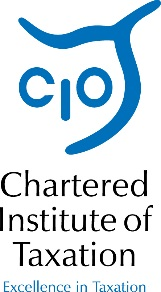 CIOT
Chartered
Institute of
Taxation
Excellence in Taxation